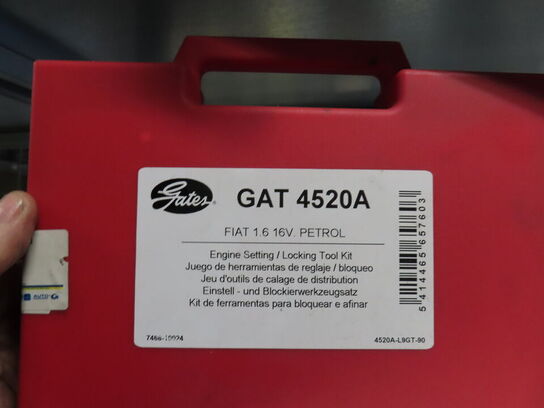 Gates
GAT 4520A
FIAT 1.6 16V. PETROL
Engine Setting / Locking Tool Kit
Juego de herramientas de reglaje / bloqueo
Jeu d'outils de calage de distribution
Einstell - und Blockierwerkzeugsatz
Kit de ferramentas para bloquear e afinar
7466-10024
4520A-L9GT-90
5 414465 657603